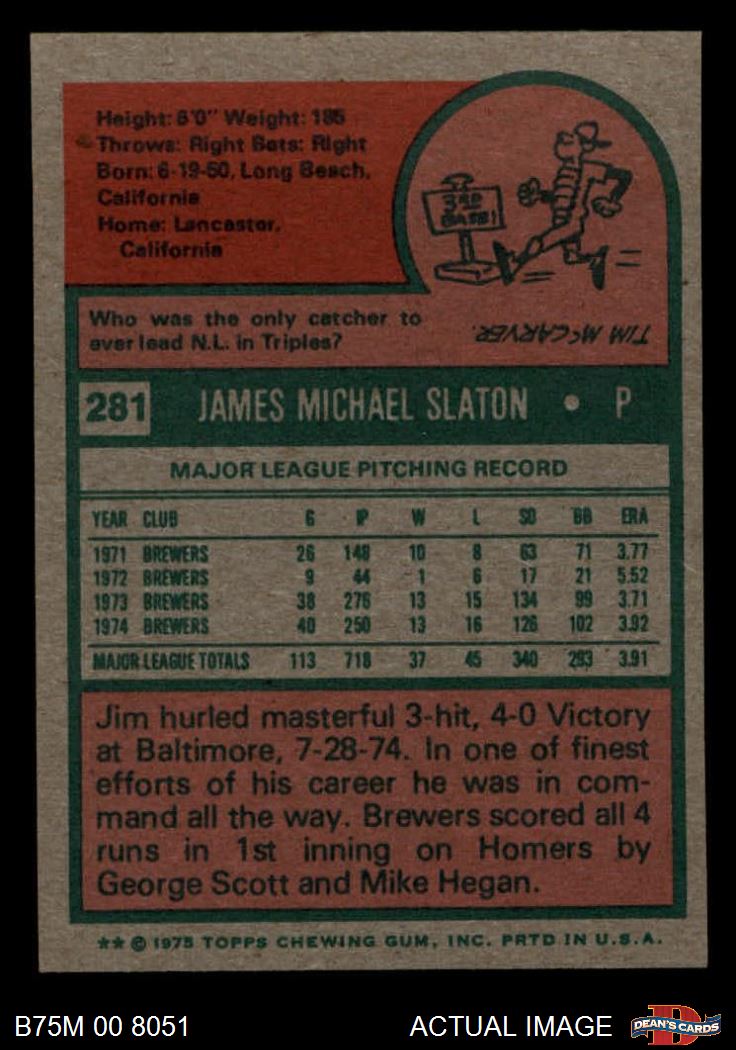 Height: 6'0" Weight: 185
Throws: Right Bats: Right
Born: 6-19-50, Long Beach,
California
Home: Lancaster,
California
3RD
BASE!
Who was the only catcher to
ever lead N.L. in Triples?
TIM McCARVER.
281 JAMES MICHAEL SLATON • P
MAJOR LEAGUE PITCHING RECORD
YEAR CLUB G IP W L SO BB ERA
1971 BREWERS 26 148 10 8 63 71 3.77
1972 BREWERS 9 44 1 6 17 21 5.52
1973 BREWERS 38 276 13 15 134 99 3.71
1974 BREWERS 40 250 13 16 126 102 3.92
MAJOR LEAGUE TOTALS 113 718 37 45 340 293 3.91
Jim hurled masterful 3-hit, 4-0 Victory
at Baltimore, 7-28-74. In one of finest
efforts of his career he was in com-
mand all the way. Brewers scored all 4
runs in 1st inning on Homers by
George Scott and Mike Hegan.
** © 1975 TOPPS CHEWING GUM, INC. PRTD IN U.S.A.
B75M 00 8051 ACTUAL IMAGE
DEAN'S CARDS